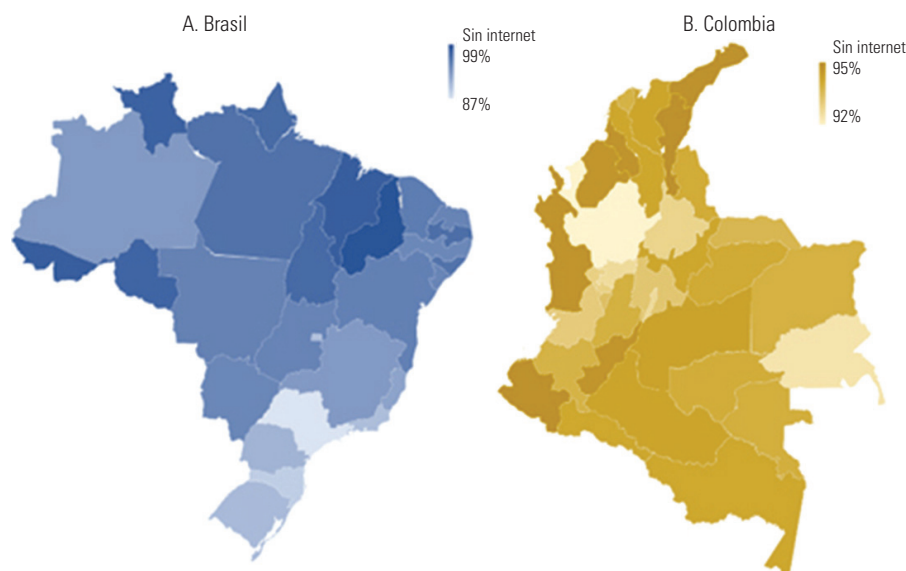 A. Brasil
Sin internet
99%
87%
B. Colombia
Sin internet
95%
92%